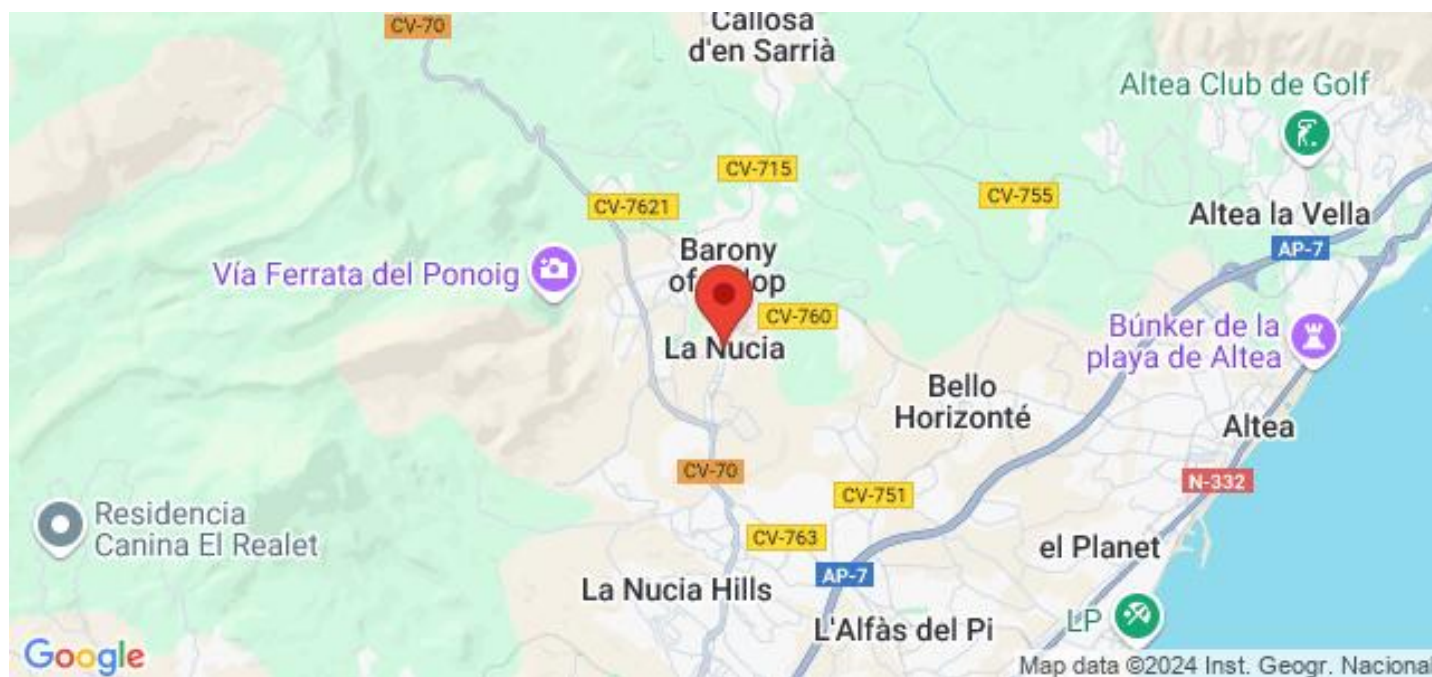 CV-70
Callosa
d'en Sarrià
Altea Club de Golf
CV-715
CV-755
CV-7621
Altea la Vella
AP-7
Barony
Vía Ferrata del Ponoig
CV-760
La Nucia
Búnker de la
playa de Altea
Bello
Horizonté
Altea
CV-70
N-332
CV-751
Residencia
Canina El Realet
CV-763
el Planet
AP-7
La Nucia Hills
L'Alfàs del Pi
LP
Google
Map data ©2024 Inst. Geogr. Nacional